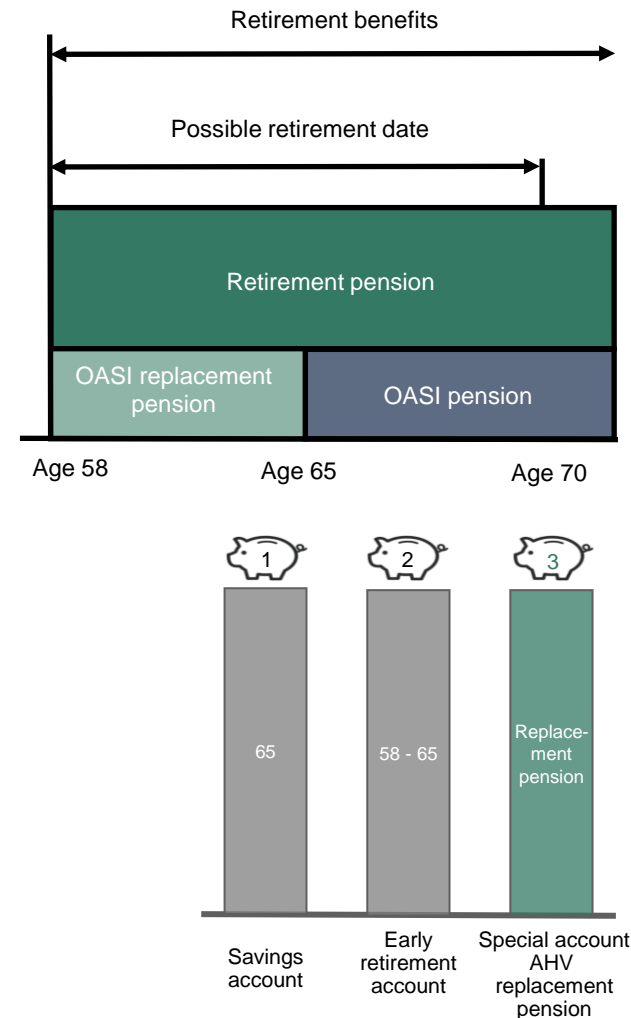 Retirement benefits
Possible retirement date
Retirement pension
OASI replacement
pension
OASI pension
Age 58
Age 65
Age 70
1
2
3
65
58 - 65
Replace-
ment
pension
Savings
account
Early
retirement
account
Special account
AHV
replacement
pension